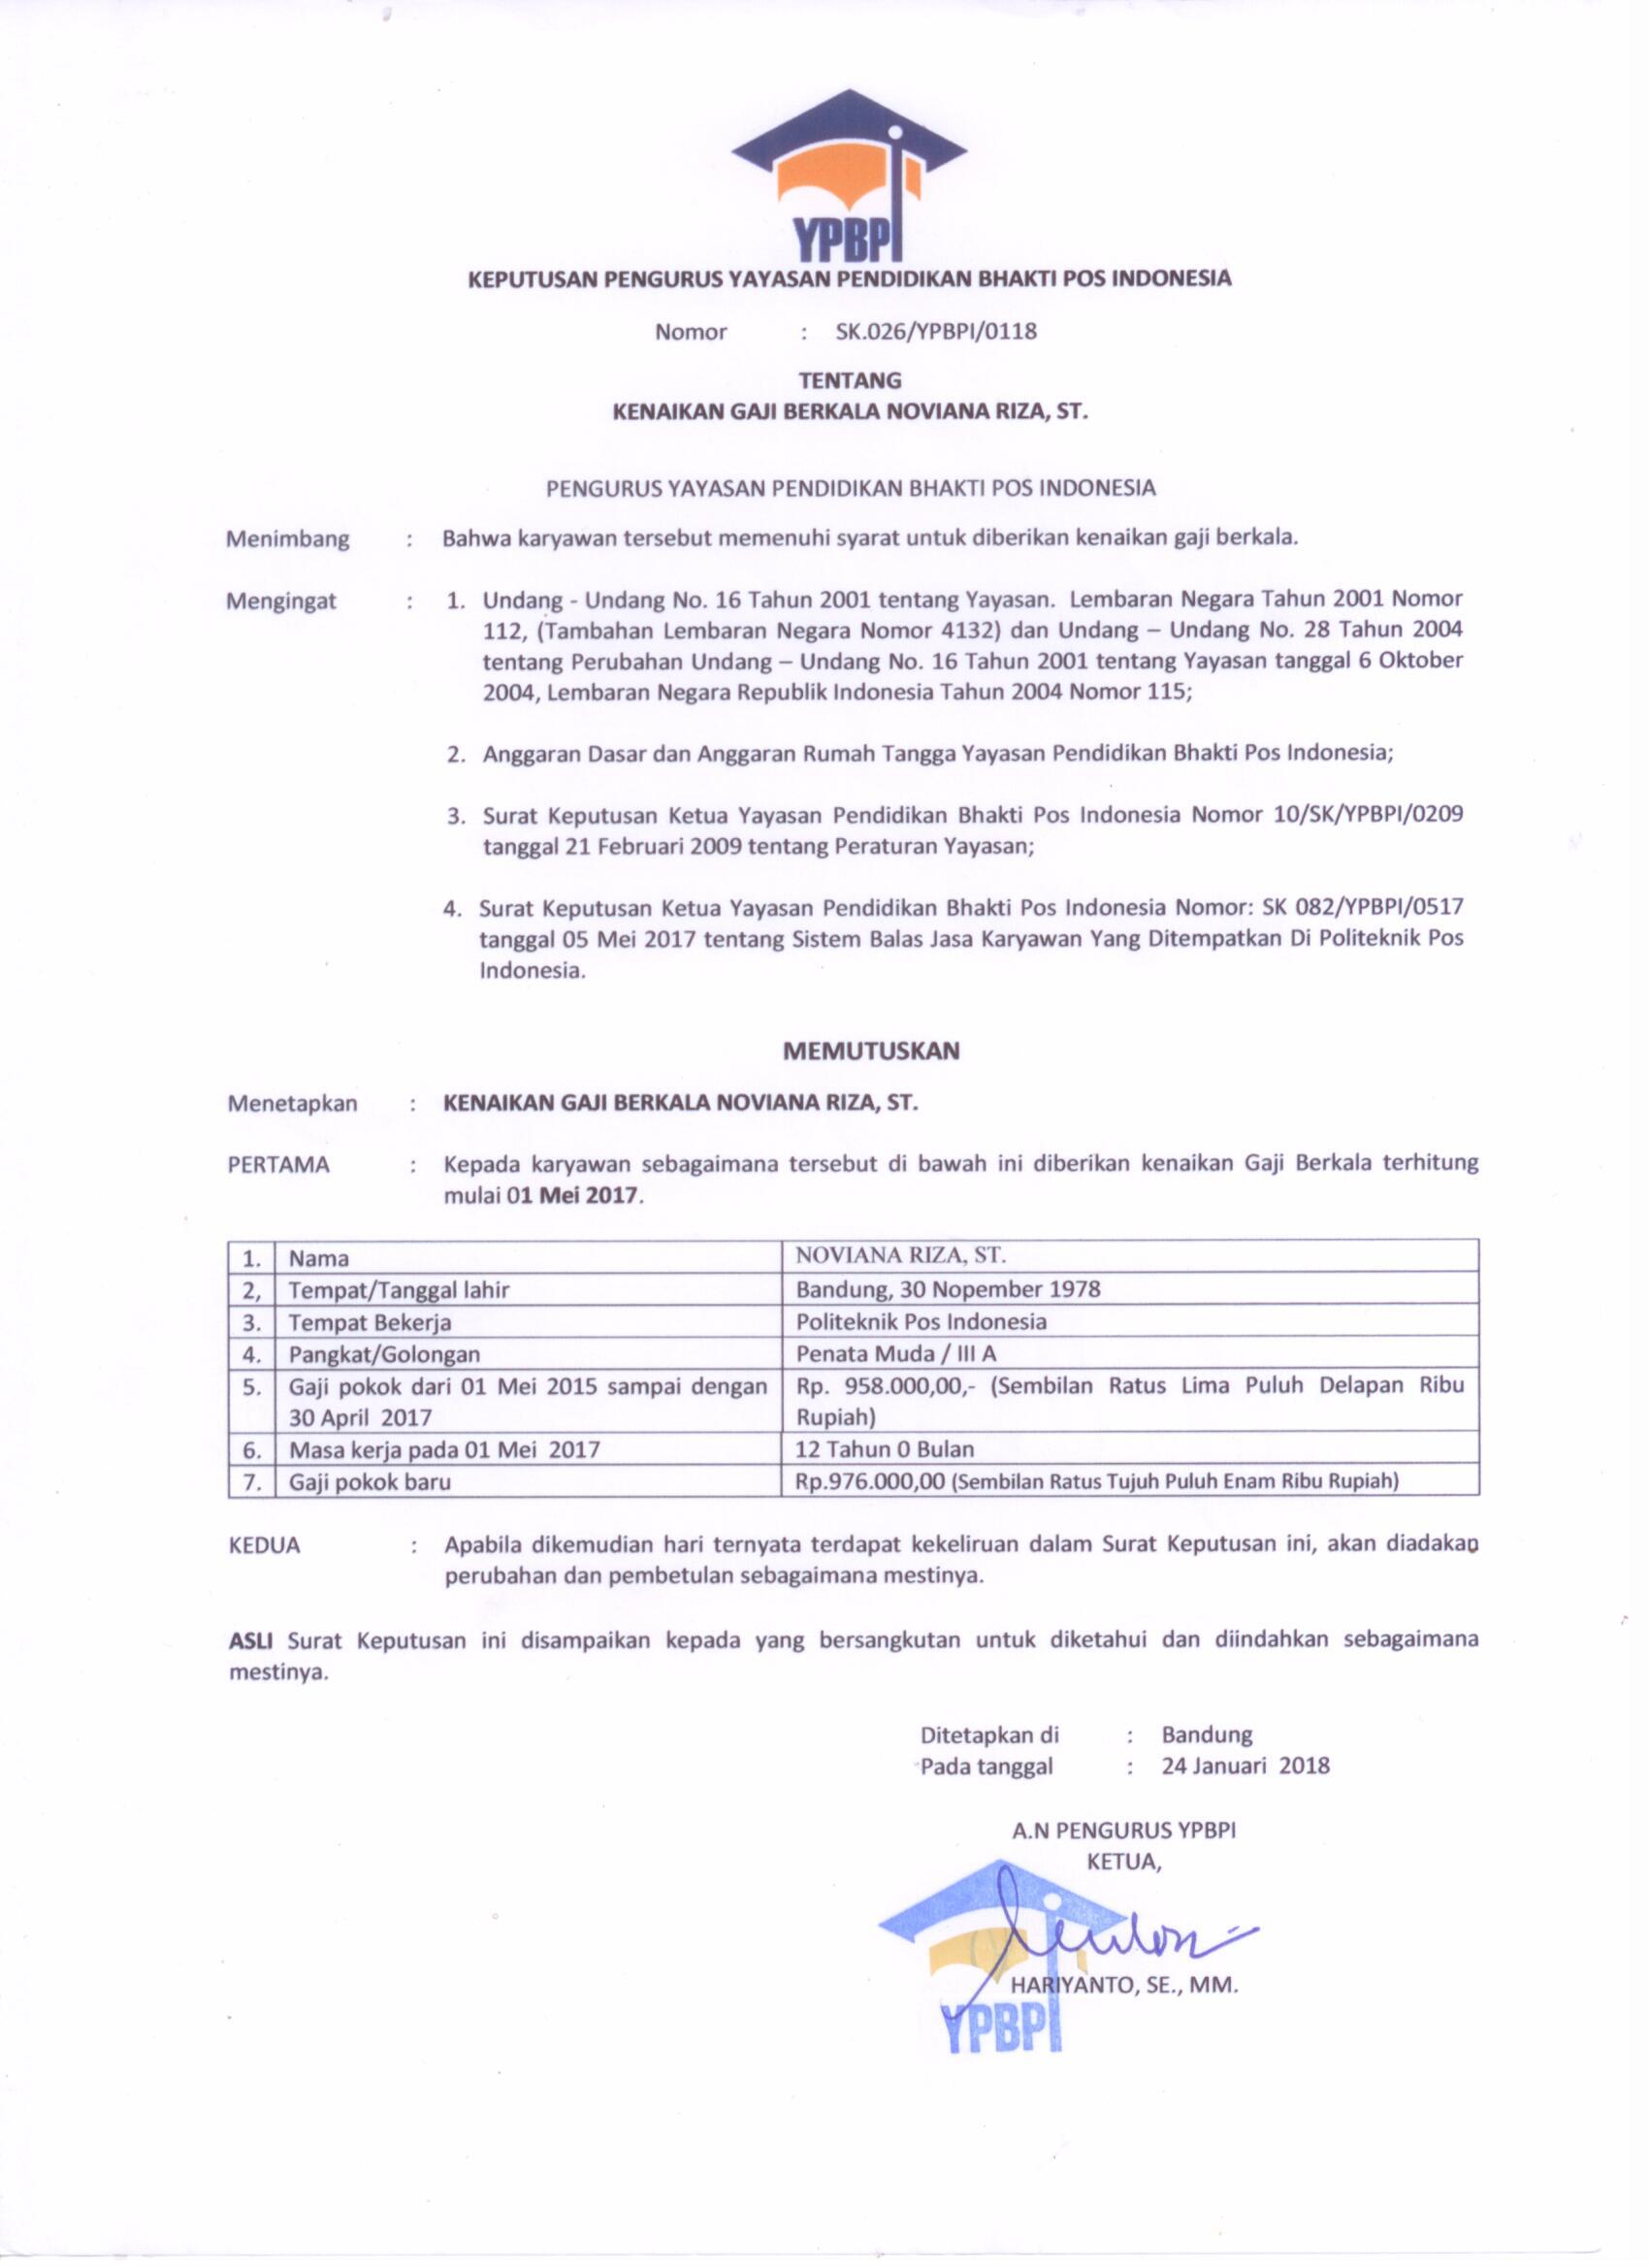 YPBPI
KEPUTUSAN PENGURUS YAYASAN PENDIDIKAN BHAKTI POS INDONESIA
Nomor : SK.026/YPBPI/0118
TENTANG
KENAIKAN GAJI BERKALA NOVIANA RIZA, ST.
PENGURUS YAYASAN PENDIDIKAN BHAKTI POS INDONESIA
Menimbang : Bahwa karyawan tersebut memenuhi syarat untuk diberikan kenaikan gaji berkala.
Mengingat : 1. Undang - Undang No. 16 Tahun 2001 tentang Yayasan. Lembaran Negara Tahun 2001 Nomor
112, (Tambahan Lembaran Negara Nomor 4132) dan Undang – Undang No. 28 Tahun 2004
tentang Perubahan Undang – Undang No. 16 Tahun 2001 tentang Yayasan tanggal 6 Oktober
2004, Lembaran Negara Republik Indonesia Tahun 2004 Nomor 115;
2. Anggaran Dasar dan Anggaran Rumah Tangga Yayasan Pendidikan Bhakti Pos Indonesia;
3. Surat Keputusan Ketua Yayasan Pendidikan Bhakti Pos Indonesia Nomor 10/SK/YPBPI/0209
tanggal 21 Februari 2009 tentang Peraturan Yayasan;
4. Surat Keputusan Ketua Yayasan Pendidikan Bhakti Pos Indonesia Nomor: SK 082/YPBPI/0517
tanggal 05 Mei 2017 tentang Sistem Balas Jasa Karyawan Yang Ditempatkan Di Politeknik Pos
Indonesia.
MEMUTUSKAN
Menetapkan : KENAIKAN GAJI BERKALA NOVIANA RIZA, ST.
PERTAMA : Kepada karyawan sebagaimana tersebut di bawah ini diberikan kenaikan Gaji Berkala terhitung
mulai 01 Mei 2017.
1. Nama NOVIANA RIZA, ST.
2, Tempat/Tanggal lahir Bandung, 30 Nopember 1978
3. Tempat Bekerja Politeknik Pos Indonesia
4. Pangkat/Golongan Penata Muda / III A
5. Gaji pokok dari 01 Mei 2015 sampai dengan Rp. 958.000,00,- (Sembilan Ratus Lima Puluh Delapan Ribu
30 April 2017 Rupiah)
6. Masa kerja pada 01 Mei 2017 12 Tahun 0 Bulan
7. Gaji pokok baru Rp.976.000,00 (Sembilan Ratus Tujuh Puluh Enam Ribu Rupiah)
KEDUA : Apabila dikemudian hari ternyata terdapat kekeliruan dalam Surat Keputusan ini, akan diadakan
perubahan dan pembetulan sebagaimana mestinya.
ASLI Surat Keputusan ini disampaikan kepada yang bersangkutan untuk diketahui dan diindahkan sebagaimana
mestinya.
Ditetapkan di : Bandung
Pada tanggal : 24 Januari 2018
A.N PENGURUS YPBPI
KETUA,
HARIYANTO, SE., MM.
YPBPI